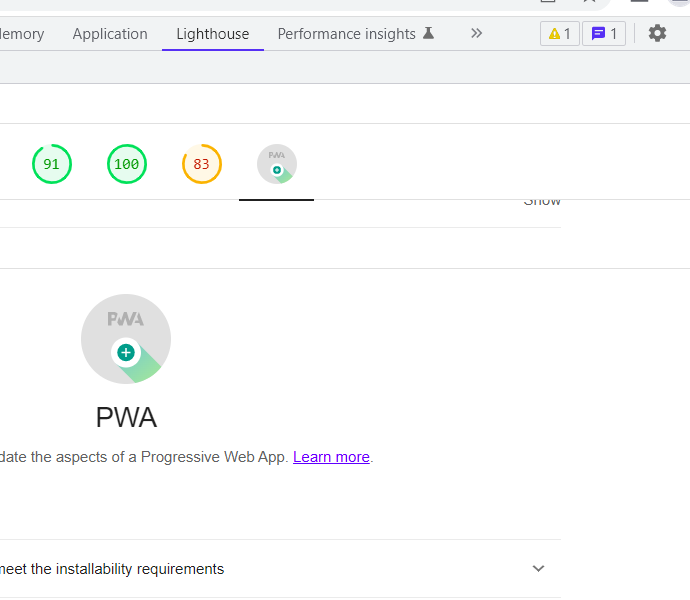 Memory Application Lighthouse Performance insights 1 1
91 100 83 PWA
Show
PWA
PWA
date the aspects of a Progressive Web App. Learn more.
meet the installability requirements